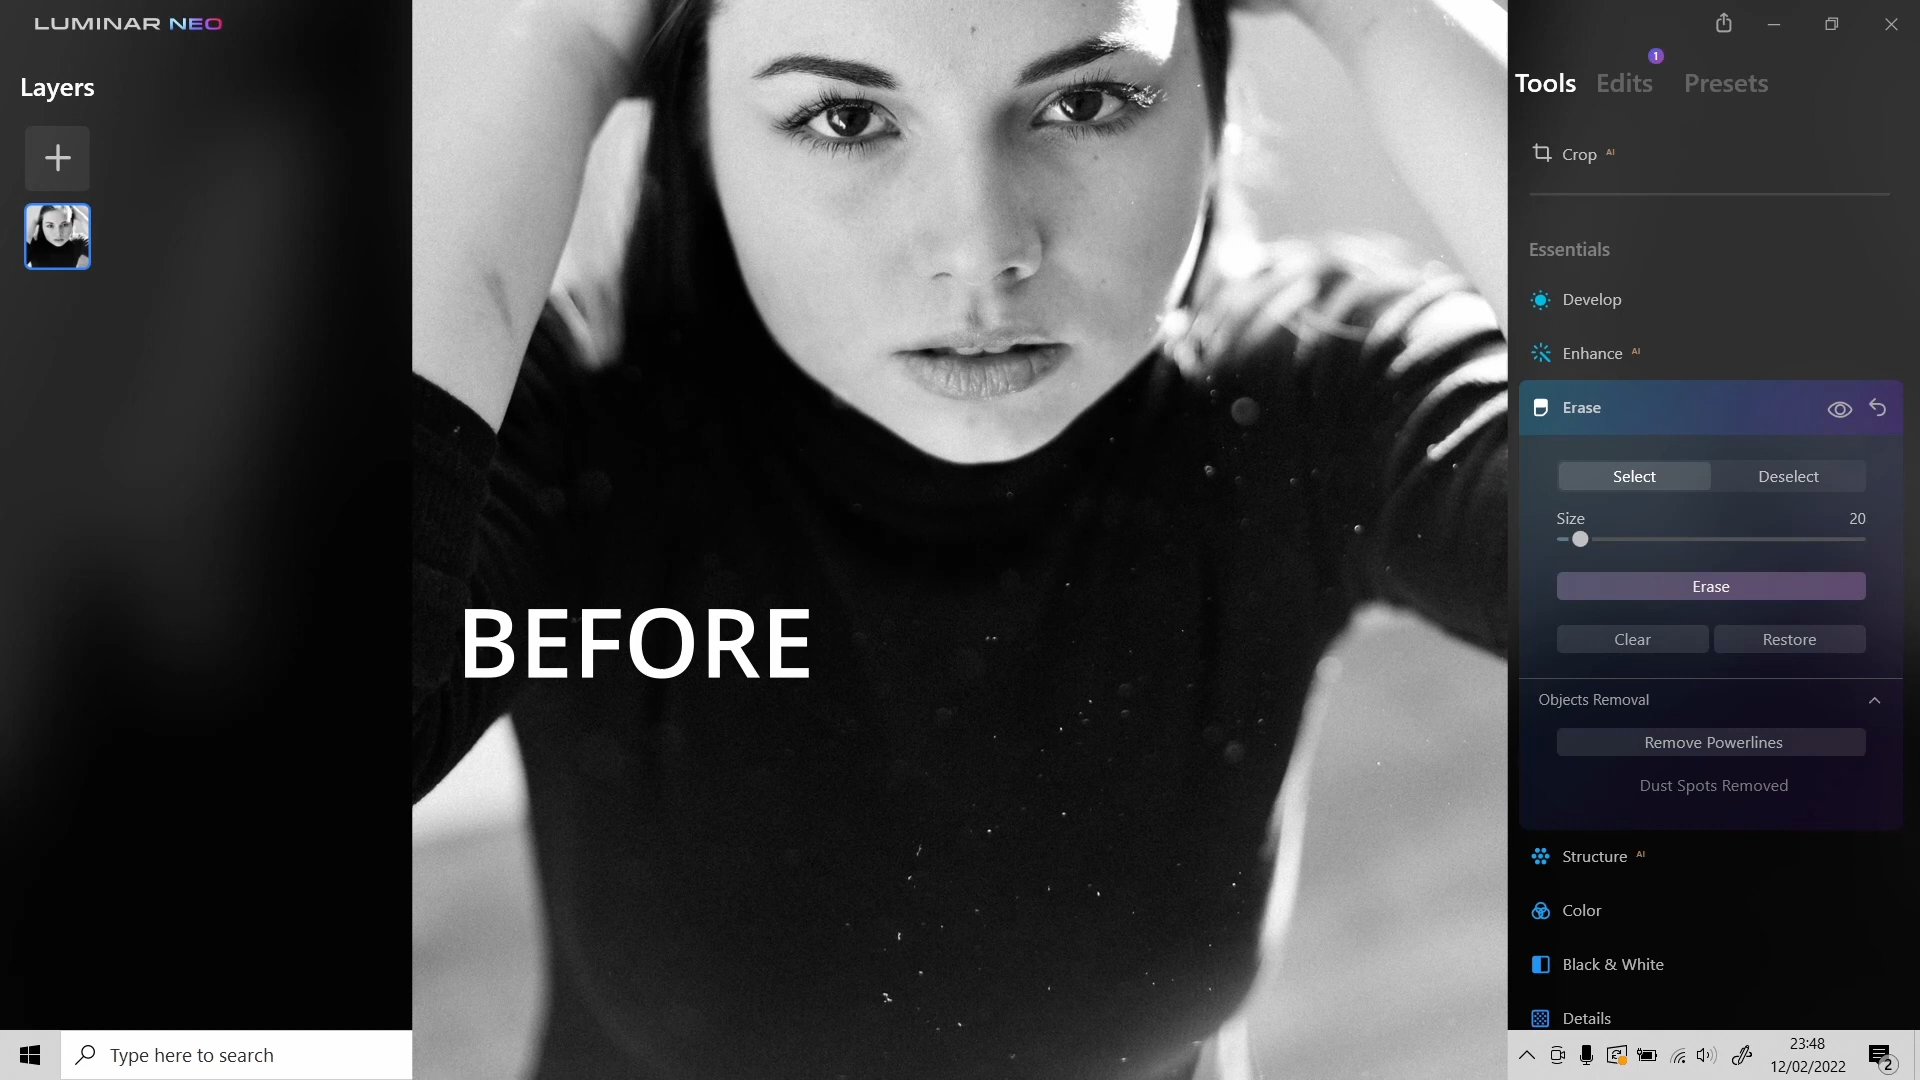 LUMINAR NEO
Layers
BEFORE
1
Tools Edits Presets
Crop AI
Essentials
Develop
Enhance AI
Erase
Select Deselect
Size 20
Erase
Clear Restore
Objects Removal
Remove Powerlines
Dust Spots Removed
Structure AI
Color
Black & White
Details
Type here to search
23:48
12/02/2022
2